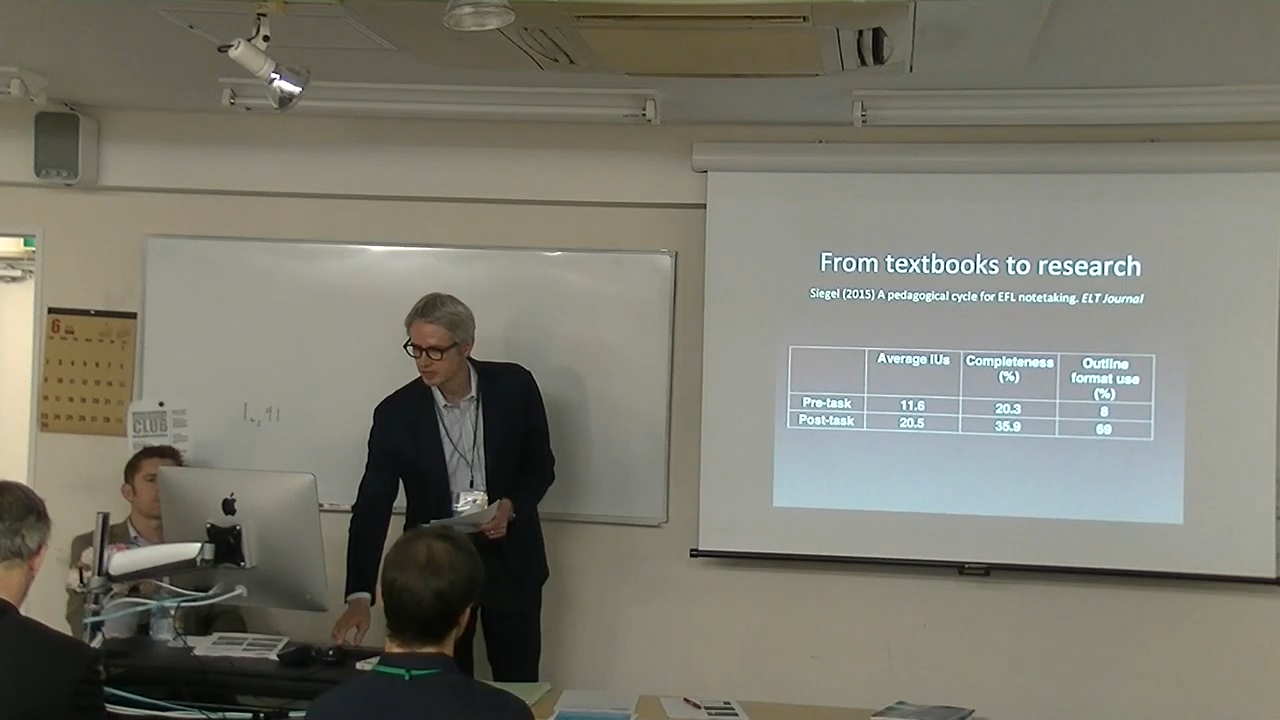 From textbooks to research
Siegel (2015) A pedagogical cycle for EFL notetaking. ELT Journal
Average IUs Completeness (%) Outline format use (%)
Pre-task 11.6 20.3 8
Post-task 20.5 35.9 69
6
CLUB